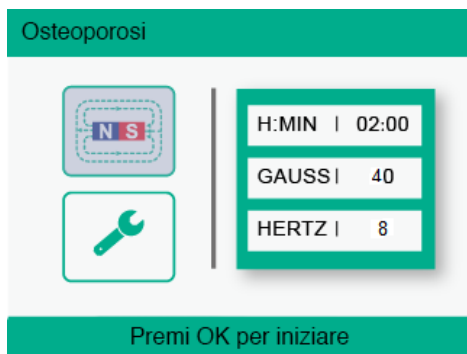 Osteoporosi
N S
H:MIN | 02:00
GAUSS | 40
HERTZ | 8
Premi OK per iniziare